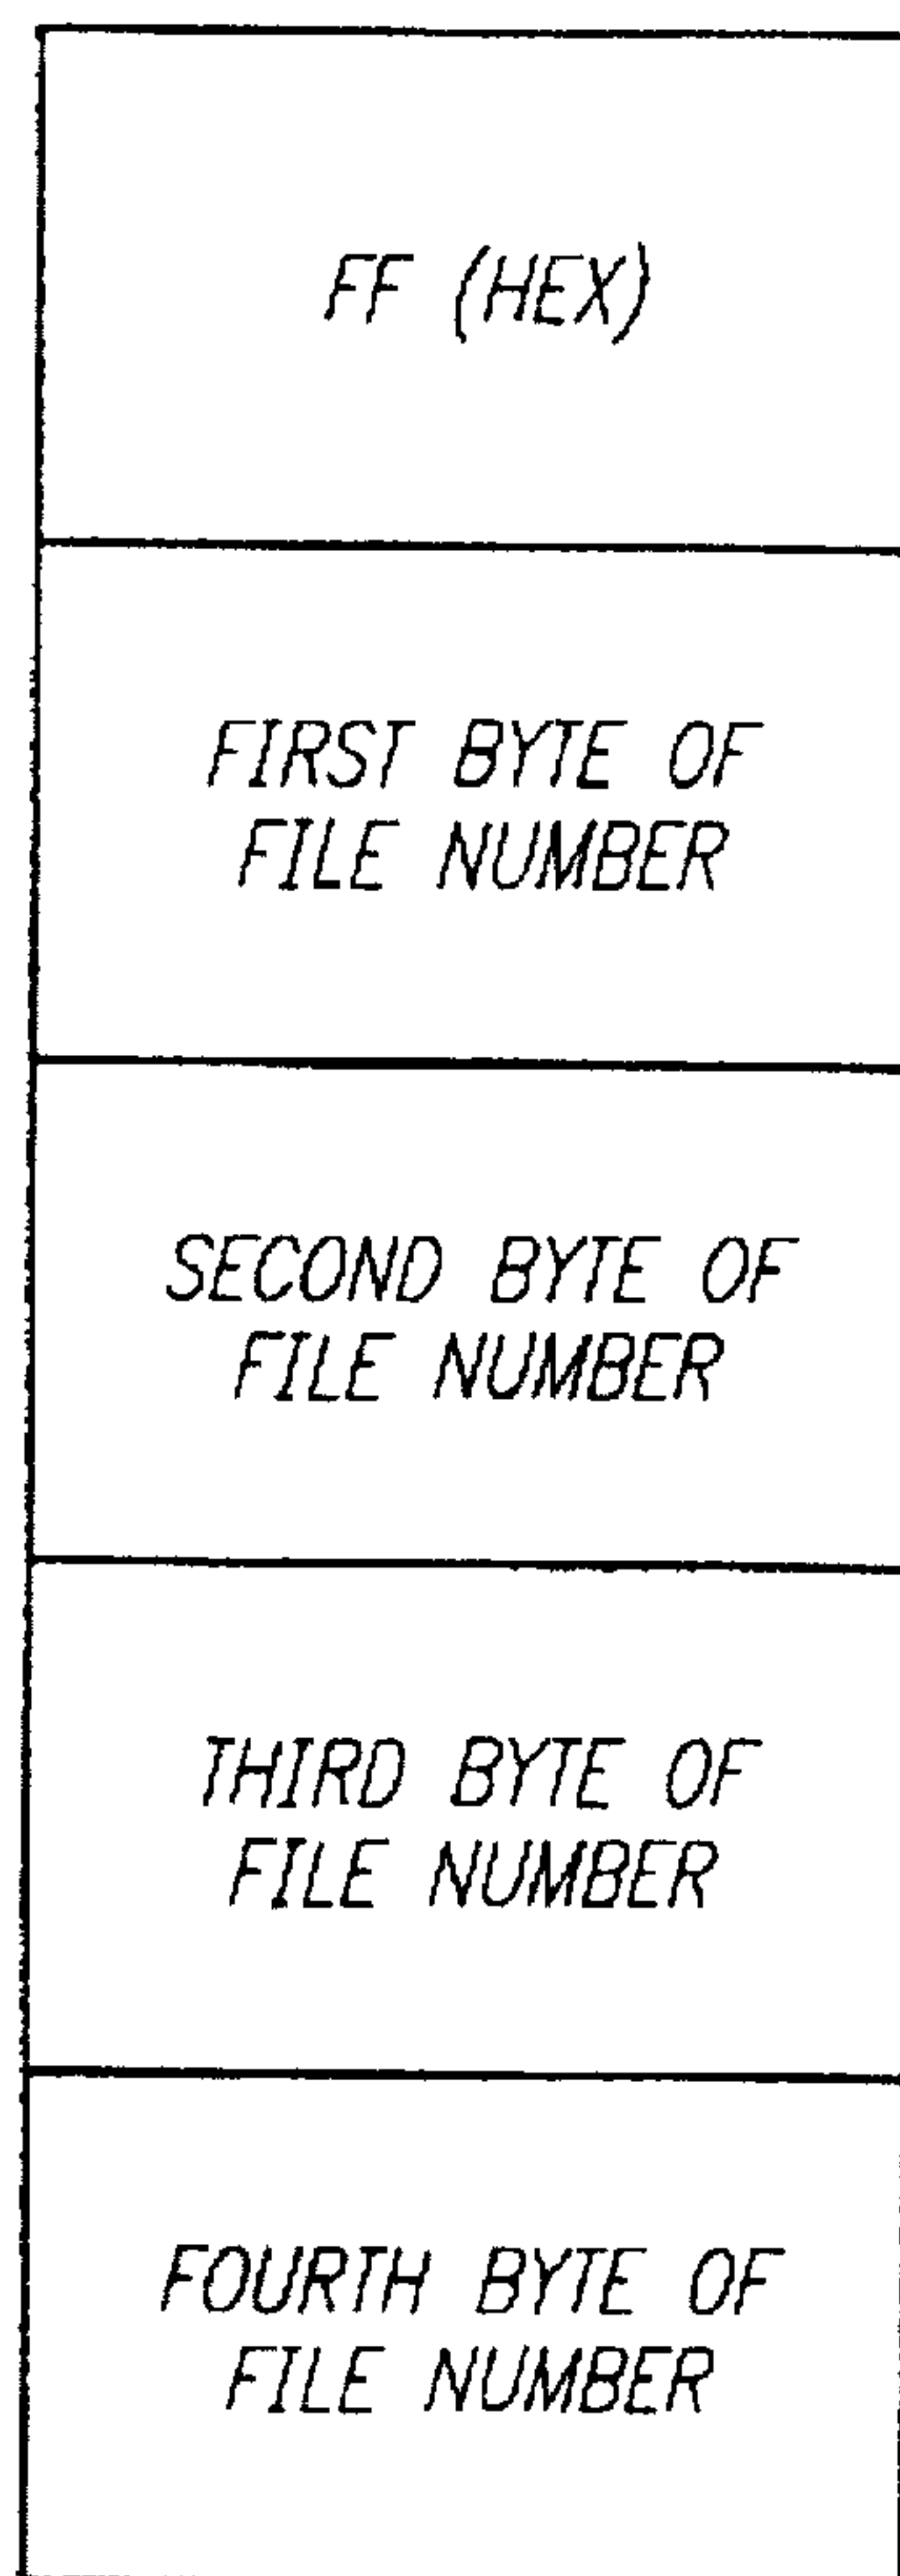 FF (HEX)
FIRST BYTE OF
FILE NUMBER
SECOND BYTE OF
FILE NUMBER
THIRD BYTE OF
FILE NUMBER
FOURTH BYTE OF
FILE NUMBER